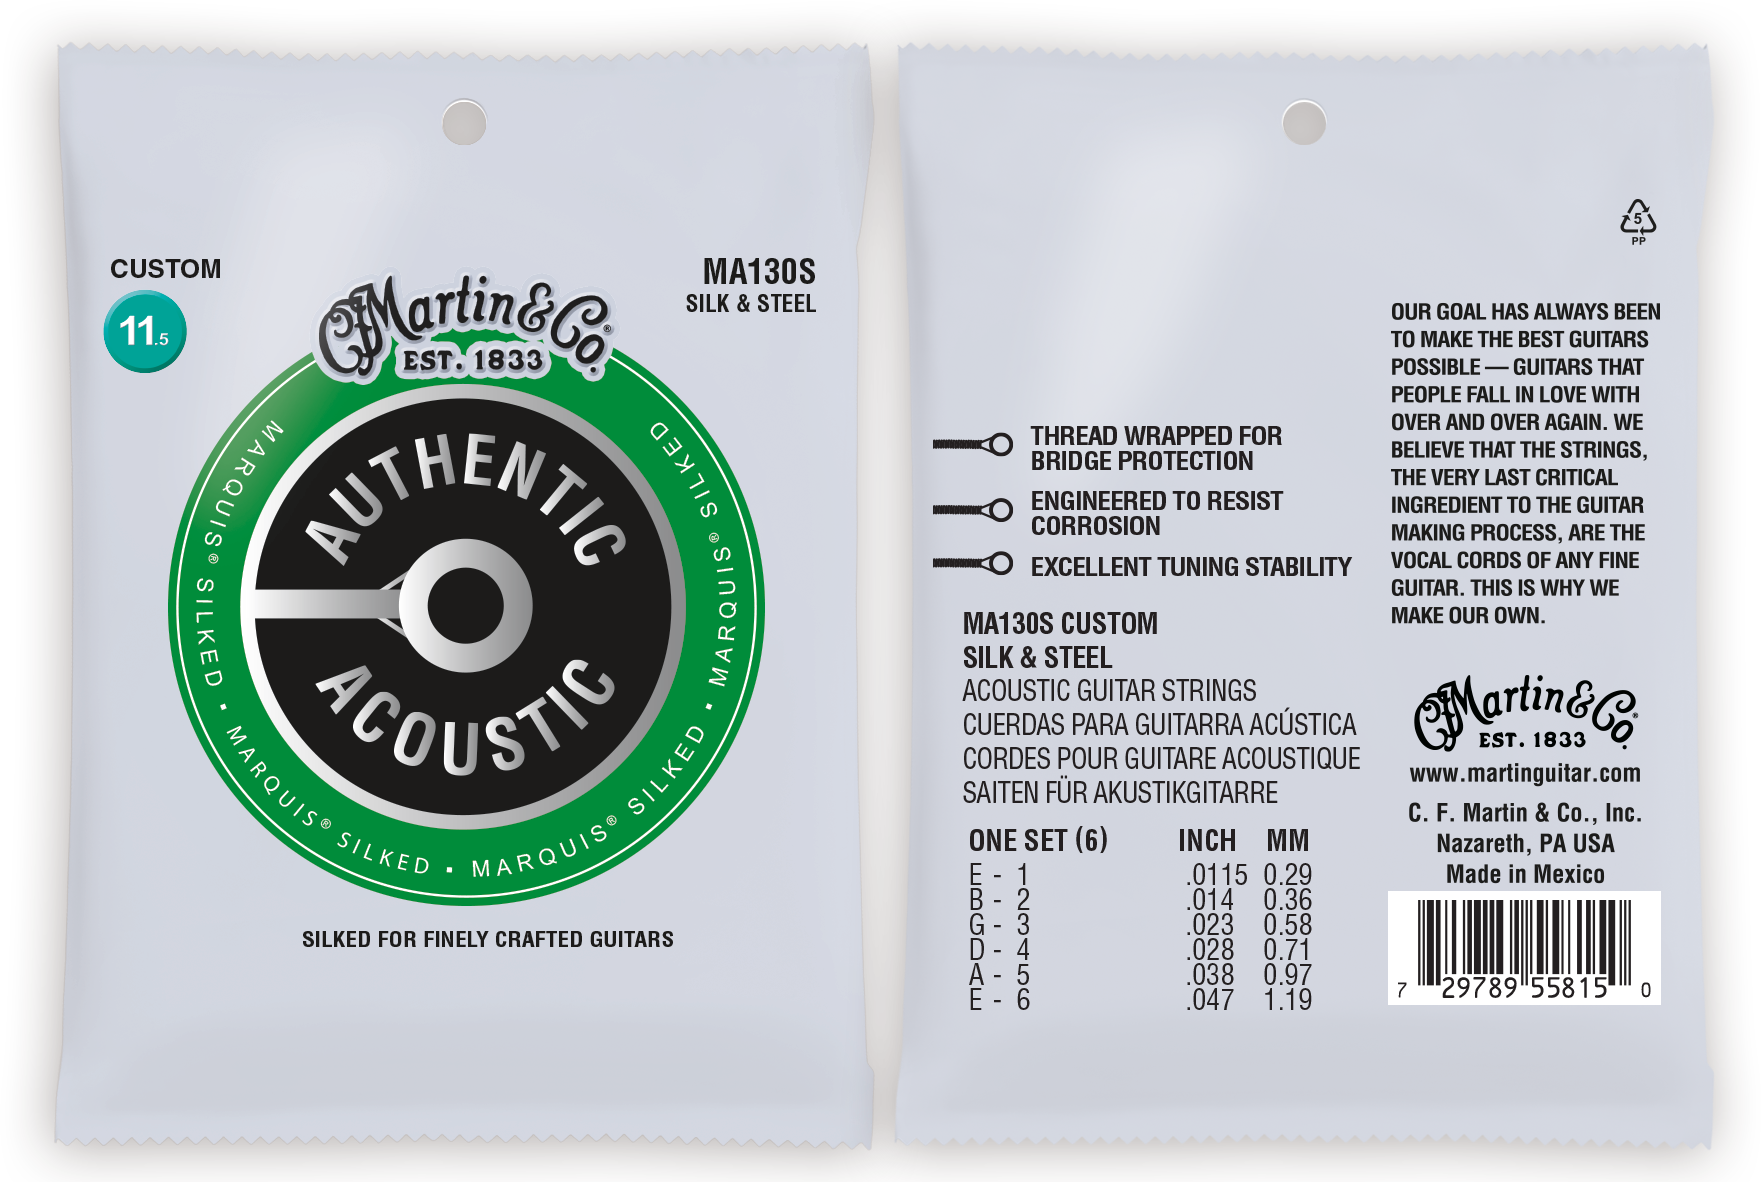 CUSTOM
11.5
MA130S
SILK & STEEL
CFMartin & Co.®
EST. 1833
MARQUIS® SILKED ▪ MARQUIS® SILKED ▪ MARQUIS® SILKED ▪ MARQUIS® SILKED
AUTHENTIC
ACOUSTIC
SILKED FOR FINELY CRAFTED GUITARS
5
PP
THREAD WRAPPED FOR
BRIDGE PROTECTION
ENGINEERED TO RESIST
CORROSION
EXCELLENT TUNING STABILITY
MA130S CUSTOM
SILK & STEEL
ACOUSTIC GUITAR STRINGS
CUERDAS PARA GUITARRA ACÚSTICA
CORDES POUR GUITARE ACOUSTIQUE
SAITEN FÜR AKUSTIKGITARRE
ONE SET (6) INCH MM
E - 1 .0115 0.29
B - 2 .014 0.36
G - 3 .023 0.58
D - 4 .028 0.71
A - 5 .038 0.97
E - 6 .047 1.19
OUR GOAL HAS ALWAYS BEEN
TO MAKE THE BEST GUITARS
POSSIBLE — GUITARS THAT
PEOPLE FALL IN LOVE WITH
OVER AND OVER AGAIN. WE
BELIEVE THAT THE STRINGS,
THE VERY LAST CRITICAL
INGREDIENT TO THE GUITAR
MAKING PROCESS, ARE THE
VOCAL CORDS OF ANY FINE
GUITAR. THIS IS WHY WE
MAKE OUR OWN.
CFMartin & Co.®
EST. 1833
www.martinguitar.com
C. F. Martin & Co., Inc.
Nazareth, PA USA
Made in Mexico
7 29789 55815 0